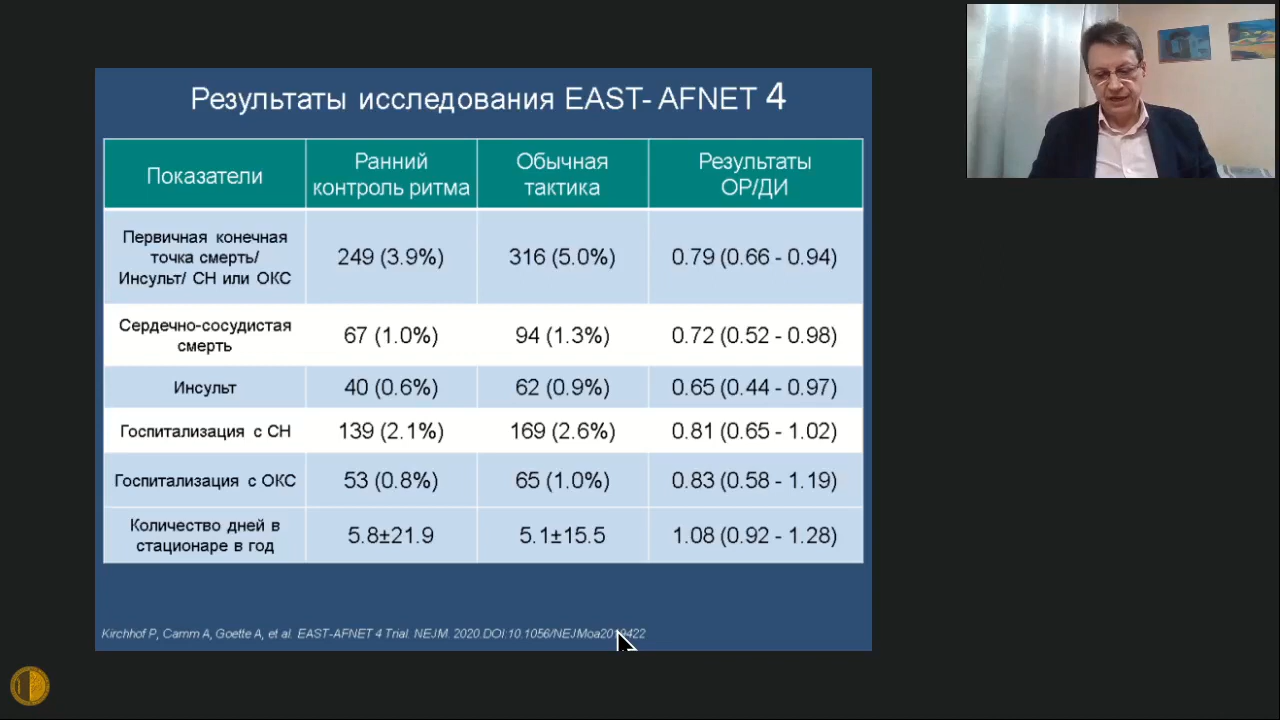 Результаты исследования EAST- AFNET 4
Показатели
Ранний
контроль ритма
Обычная
тактика
Результаты
ОР/ДИ
Первичная конечная
точка смерть/
Инсульт/ СН или ОКС
249 (3.9%)
316 (5.0%)
0.79 (0.66 - 0.94)
Сердечно-сосудистая
смерть
67 (1.0%)
94 (1.3%)
0.72 (0.52 - 0.98)
Инсульт
40 (0.6%)
62 (0.9%)
0.65 (0.44 - 0.97)
Госпитализация с СН
139 (2.1%)
169 (2.6%)
0.81 (0.65 - 1.02)
Госпитализация с ОКС
53 (0.8%)
65 (1.0%)
0.83 (0.58 - 1.19)
Количество дней в
стационаре в год
5.8±21.9
5.1±15.5
1.08 (0.92 - 1.28)
Kirchhof P, Camm A, Goette A, et al. EAST-AFNET 4 Trial. NEJM. 2020.DOI:10.1056/NEJMoa2019422